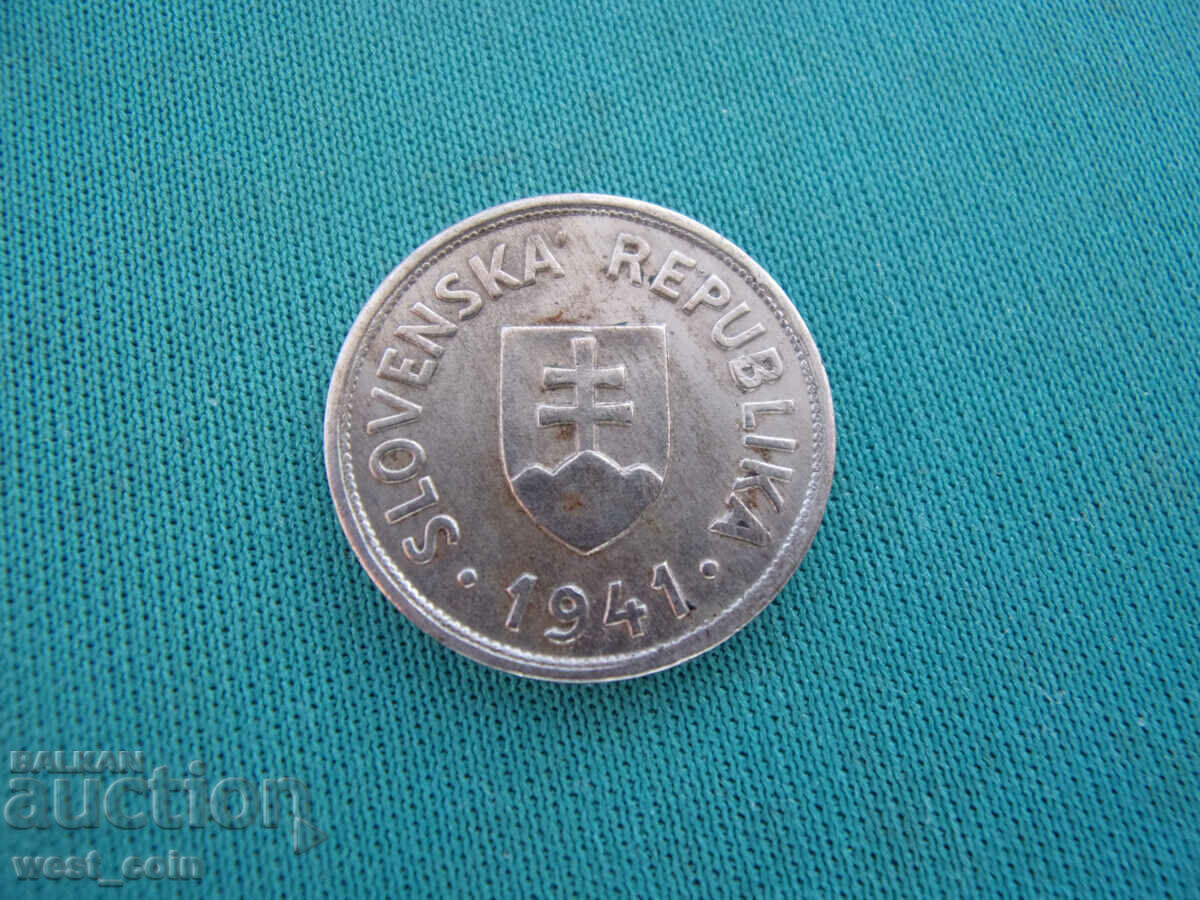 SLOVENSKA REPUBLIKA
• 1941 •
BALKAN
auction
west_coin